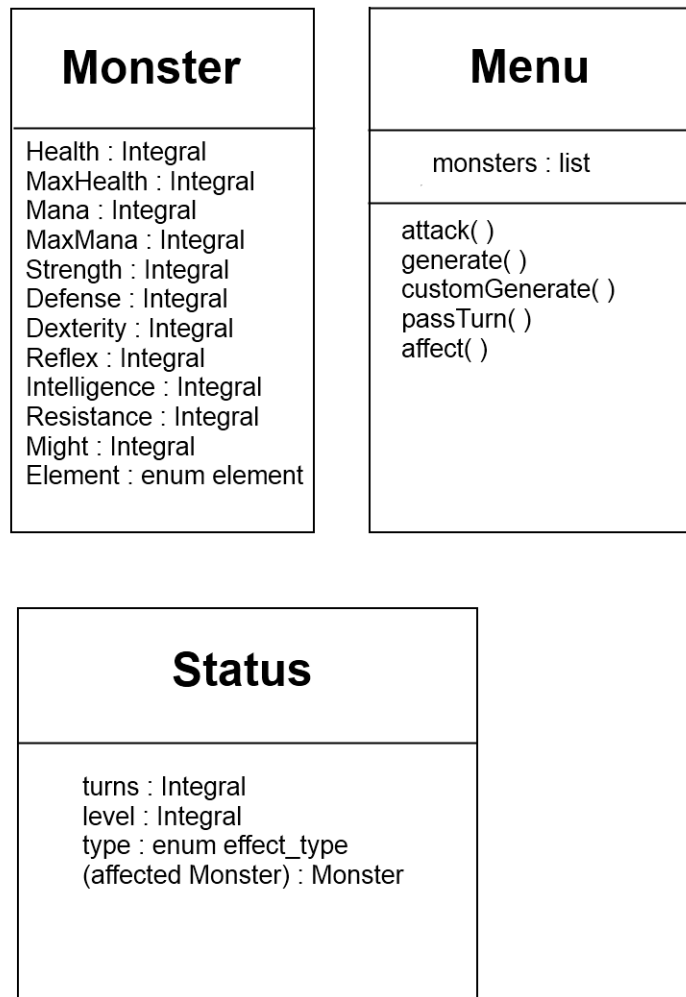 Monster
Health : Integral
MaxHealth : Integral
Mana : Integral
MaxMana : Integral
Strength : Integral
Defense : Integral
Dexterity : Integral
Reflex : Integral
Intelligence : Integral
Resistance : Integral
Might : Integral
Element : enum element
Menu
monsters : list
attack( )
generate( )
customGenerate( )
passTurn( )
affect( )
Status
turns : Integral
level : Integral
type : enum effect_type
(affected Monster) : Monster